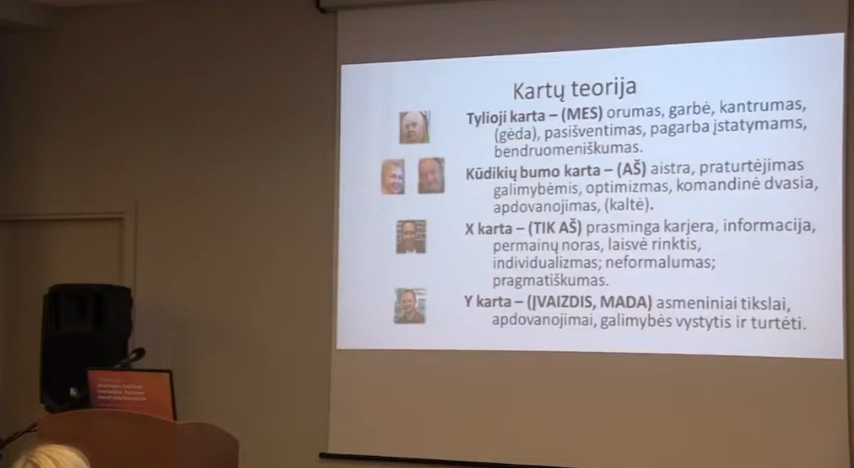 Kartų teorija
Tylioji karta – (MES) orumas, garbė, kantrumas,
(gėda), pasišventimas, pagarba įstatymams,
bendruomeniškumas.
Kūdikių bumo karta – (AŠ) aistra, praturtėjimas
galimybėmis, optimizmas, komandinė dvasia,
apdovanojimas, (kaltė).
X karta – (TIK AŠ) prasminga karjera, informacija,
permainų noras, laisvė rinktis,
individualizmas; neformalumas;
pragmatiškumas.
Y karta – (ĮVAIZDIS, MADA) asmeniniai tikslai,
apdovanojimai, galimybės vystytis ir turtėti.